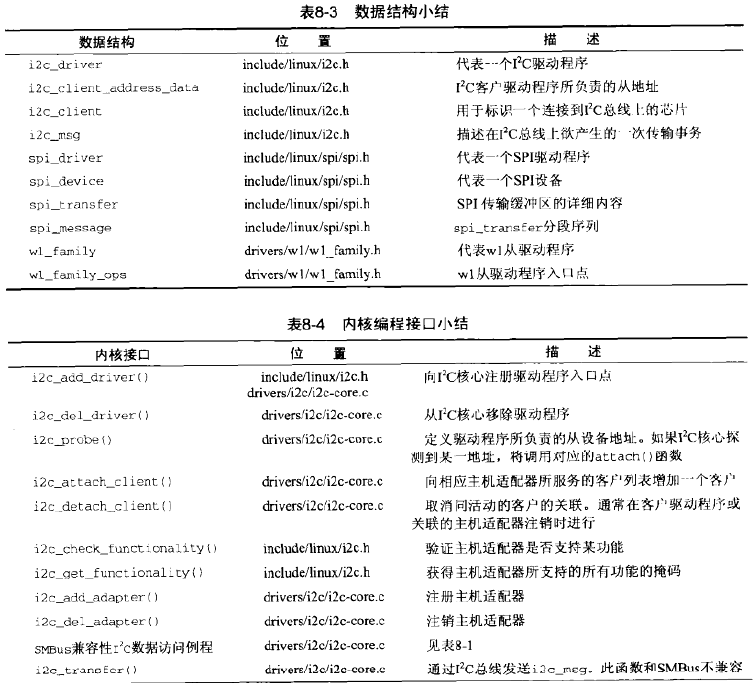 表8-3 数据结构小结
数据结构 位 置 描 述
i2c_driver include/linux/i2c.h 代表一个I²C驱动程序
i2c_client_address_data include/linux/i2c.h I²C客户驱动程序所负责的从地址
i2c_client include/linux/i2c.h 用于标识一个连接到I²C总线上的芯片
i2c_msg include/linux/i2c.h 描述在I²C总线上欲产生的一次传输事务
spi_driver include/linux/spi/spi.h 代表一个SPI驱动程序
spi_device include/linux/spi/spi.h 代表一个SPI设备
spi_transfer include/linux/spi/spi.h SPI 传输缓冲区的详细内容
spi_message include/linux/spi/spi.h spi_transfer分段序列
w1_family drivers/w1/w1_family.h 代表w1从驱动程序
w1_family_ops drivers/w1/w1_family.h w1从驱动程序入口点
表8-4 内核编程接口小结
内核接口 位 置 描 述
i2c_add_driver() include/linux/i2c.h 向I²C核心注册驱动程序入口点
drivers/i2c/i2c-core.c
i2c_del_driver() drivers/i2c/i2c-core.c 从I²C核心移除驱动程序
i2c_probe() drivers/i2c/i2c-core.c 定义驱动程序所负责的从设备地址。如果I²C核心探
测到某一地址，将调用对应的attach()函数
i2c_attach_client() drivers/i2c/i2c-core.c 向相应主机适配器所服务的客户列表增加一个客户
i2c_detach_client() drivers/i2c/i2c-core.c 取消同活动的客户的关联。通常在客户驱动程序或
关联的主机适配器注销时进行
i2c_check_functionality() include/linux/i2c.h 验证主机适配器是否支持某功能
i2c_get_functionality() include/linux/i2c.h 获得主机适配器所支持的所有功能的掩码
i2c_add_adapter() drivers/i2c/i2c-core.c 注册主机适配器
i2c_del_adapter() drivers/i2c/i2c-core.c 注销主机适配器
SMBus兼容性I²C数据访问例程 drivers/i2c/i2c-core.c 见表8-1
i2c_transfer() drivers/i2c/i2c-core.c 通过I²C总线发送i2c_msg。此函数和SMBus不兼容